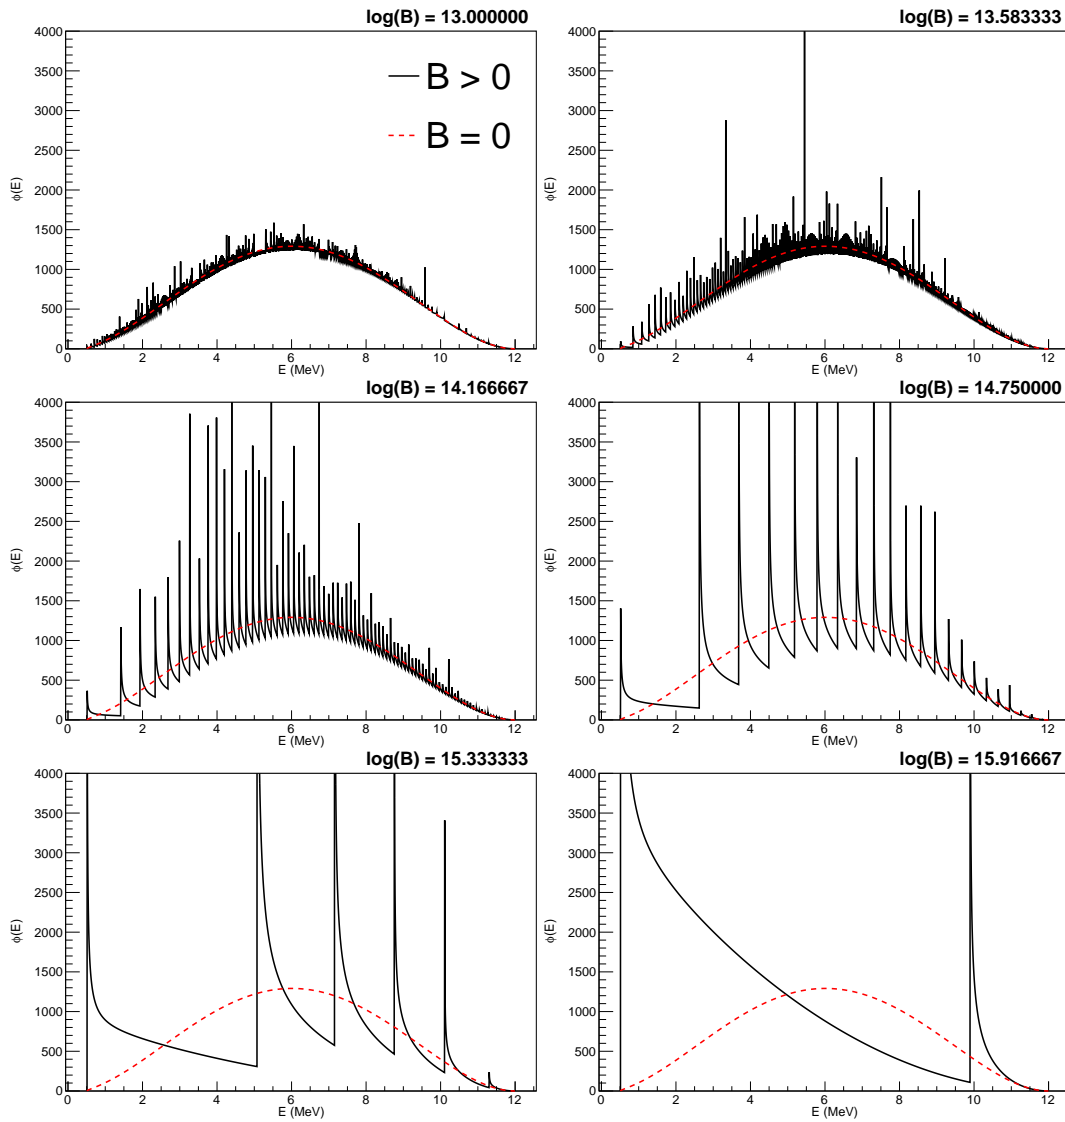 log(B) = 13.000000
4000
3500
3000
2500
2000
1500
1000
500
0
ϕ(E)
B > 0
B = 0
0 2 4 6 8 10 12
E (MeV)
log(B) = 13.583333
4000
3500
3000
2500
2000
1500
1000
500
0
ϕ(E)
0 2 4 6 8 10 12
E (MeV)
log(B) = 14.166667
4000
3500
3000
2500
2000
1500
1000
500
0
ϕ(E)
0 2 4 6 8 10 12
E (MeV)
log(B) = 14.750000
4000
3500
3000
2500
2000
1500
1000
500
0
ϕ(E)
0 2 4 6 8 10 12
E (MeV)
log(B) = 15.333333
4000
3500
3000
2500
2000
1500
1000
500
0
ϕ(E)
0 2 4 6 8 10 12
E (MeV)
log(B) = 15.916667
4000
3500
3000
2500
2000
1500
1000
500
0
ϕ(E)
0 2 4 6 8 10 12
E (MeV)